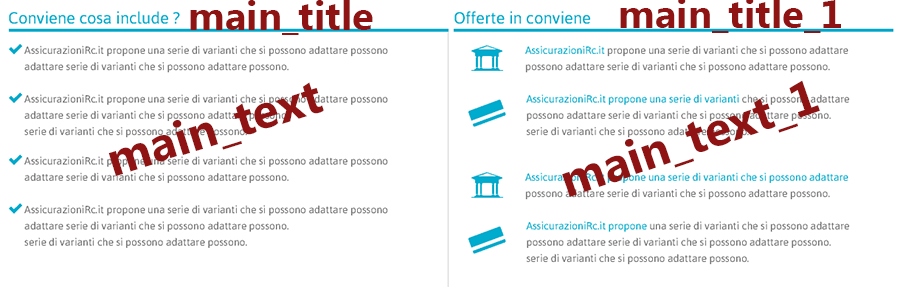 Conviene cosa include ?
main_title
AssicurazioniRc.it propone una serie di varianti che si possono adattare possono
adattare serie di varianti che si possono adattare possono.
AssicurazioniRc.it propone una serie di varianti che si possono adattare possono
adattare serie di varianti che si possono adattare possono.
serie di varianti che si possono adattare possono.
main_text
AssicurazioniRc.it propone una serie di varianti che si possono adattare possono
adattare serie di varianti che si possono adattare possono.
AssicurazioniRc.it propone una serie di varianti che si possono adattare possono
adattare serie di varianti che si possono adattare possono.
serie di varianti che si possono adattare possono.
Offerte in conviene
main_title_1
AssicurazioniRc.it propone una serie di varianti che si possono adattare
possono adattare serie di varianti che si possono adattare possono.
AssicurazioniRc.it propone una serie di varianti che si possono adattare
possono adattare serie di varianti che si possono adattare possono.
serie di varianti che si possono adattare possono.
main_text_1
AssicurazioniRc.it propone una serie di varianti che si possono adattare
possono adattare serie di varianti che si possono adattare possono.
AssicurazioniRc.it propone una serie di varianti che si possono adattare
possono adattare serie di varianti che si possono adattare possono.
serie di varianti che si possono adattare possono.